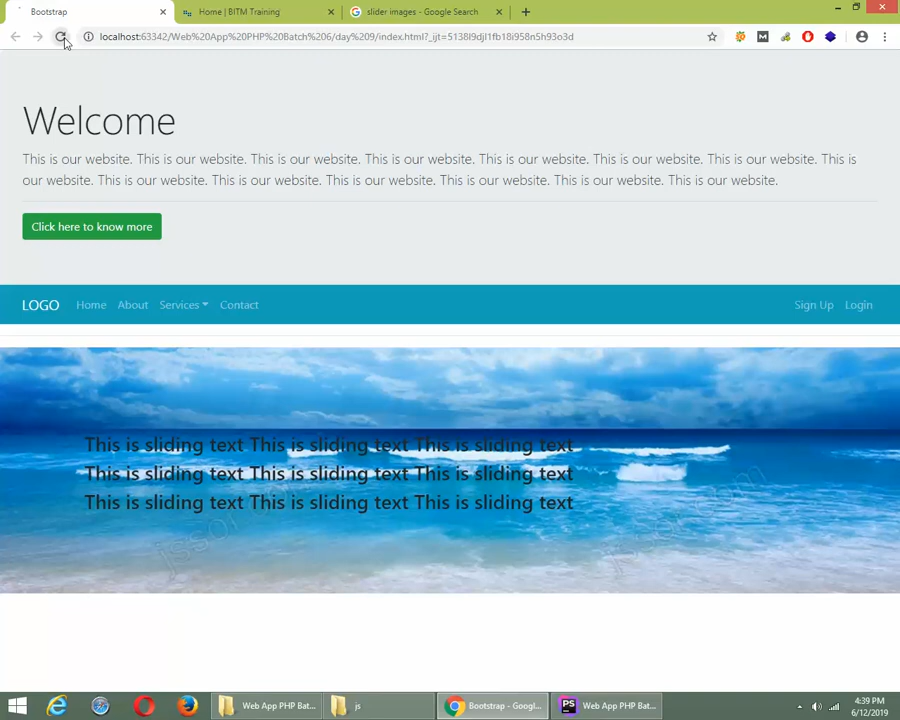 Bootstrap
Home | BITM Training
slider images - Google Search
localhost:63342/Web%20App%20PHP%20Batch%206/day%209/index.html?_ijt=5138l9djl1fb18i958n5h93o3d
Welcome
This is our website. This is our website. This is our website. This is our website. This is our website. This is our website. This is our website. This is
our website. This is our website. This is our website. This is our website. This is our website. This is our website. This is our website.
Click here to know more
LOGO Home About Services Contact Sign Up Login
This is sliding text This is sliding text This is sliding text
This is sliding text This is sliding text This is sliding text
This is sliding text This is sliding text This is sliding text
Web App PHP Bat...
js
Bootstrap - Googl...
PS
Web App PHP Bat...
4:39 PM
6/12/2019